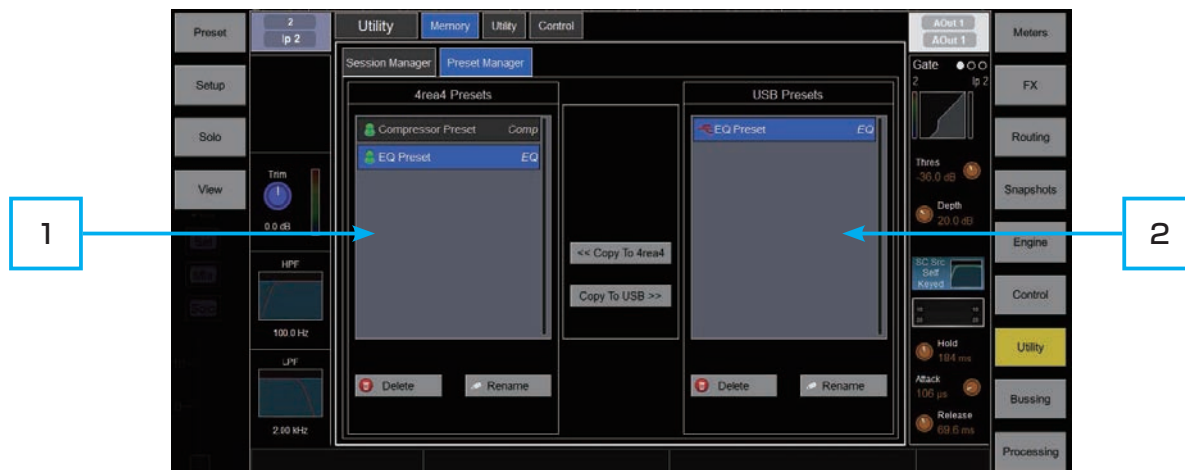 Preset
Setup
Solo
View
2
Ip 2
Trim
0.0 dB
HPF
100.0 Hz
LPF
2.00 kHz
Utility
Memory
Utility
Control
Session Manager
Preset Manager
4rea4 Presets
Compressor Preset Comp
EQ Preset EQ
Delete
Rename
<< Copy To 4rea4
Copy To USB >>
USB Presets
EQ Preset EQ
Delete
Rename
AOut 1
AOut 1
Gate
2 Ip 2
Thres
-36.0 dB
Depth
20.0 dB
SC Src
Self
Keyed
Hold
184 ms
Attack
106 µs
Release
69.6 ms
Meters
FX
Routing
Snapshots
Engine
Control
Utility
Bussing
Processing
1
2